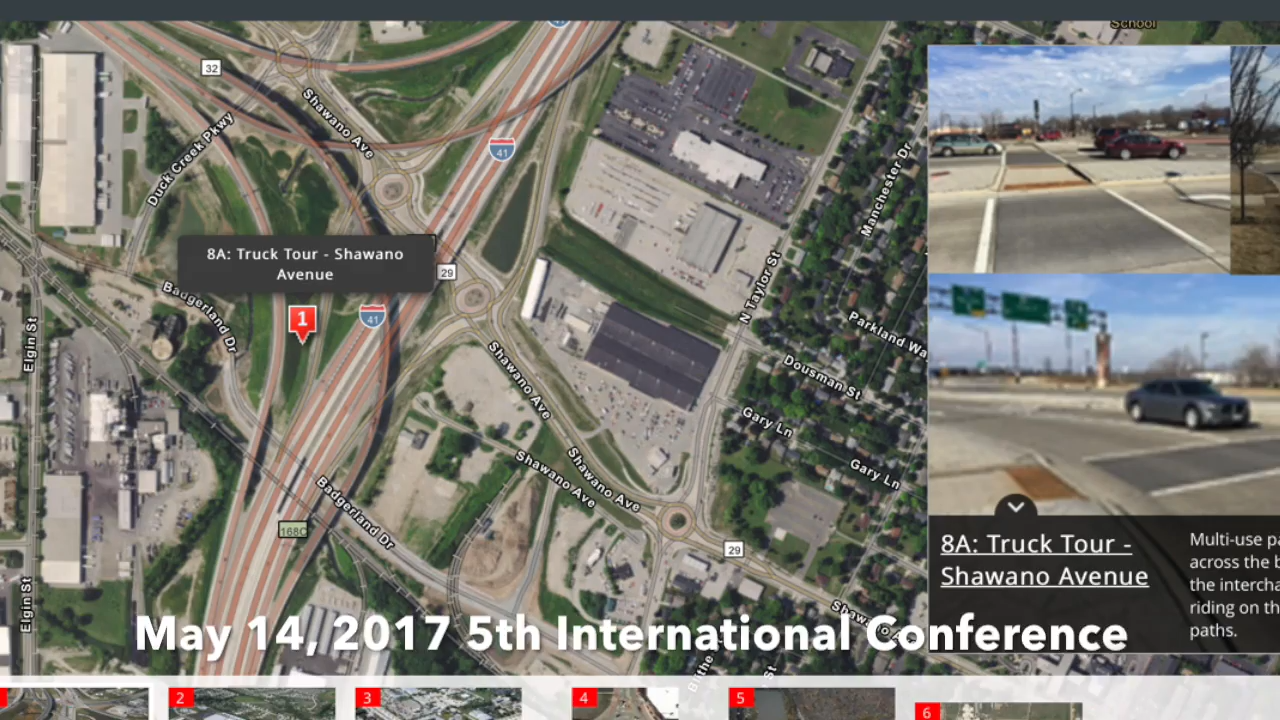 School
32
Shawano Ave
41
Duck Creek Pkwy
Manchester Dr
8A: Truck Tour - Shawano
Avenue
29
N Taylor St
Badgerland Dr
1
41
Elgin St
Parkland Wa
Shawano Ave
Dousman St
Gary Ln
Gary Ln
Shawano Ave
Shawano Ave
Badgerland Dr
168C
29
8A: Truck Tour -
Shawano Avenue
Multi-use pa
across the b
the intercha
riding on th
paths.
Elgin St
Shawano
May 14, 2017 5th International Conference
St
2
3
4
5
6